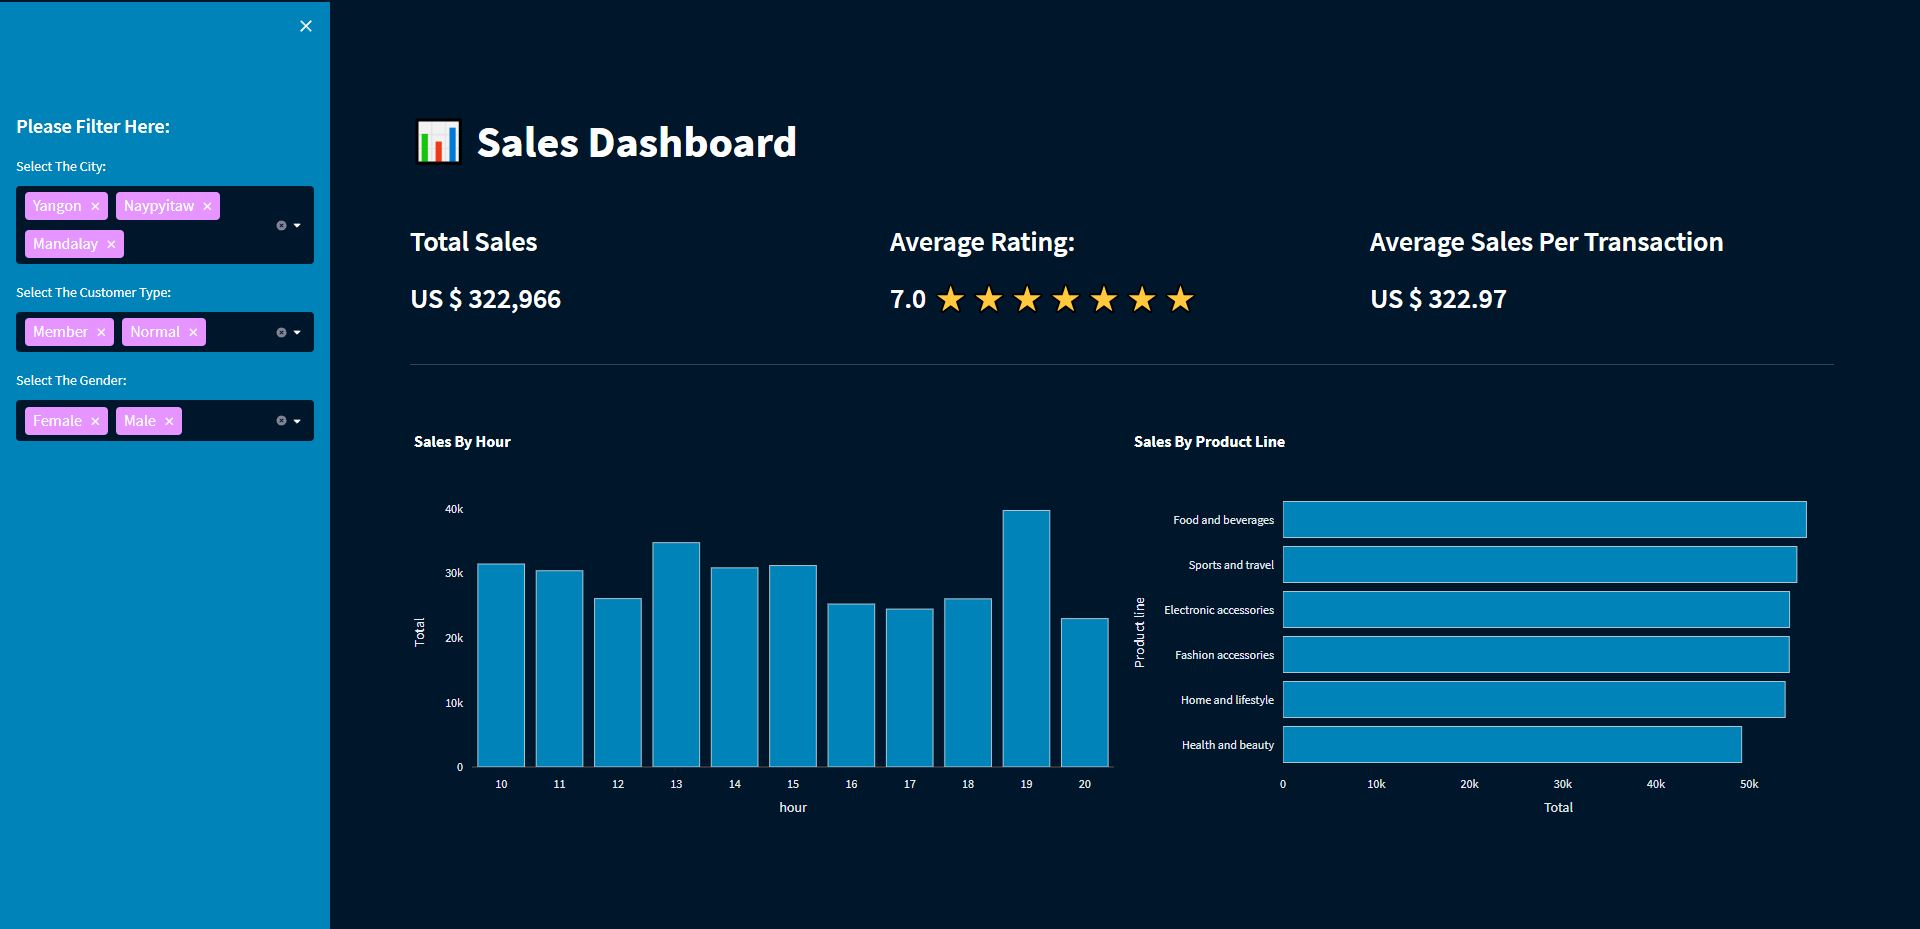 Please Filter Here:
Select The City:
Yangon × Naypyitaw ×
Mandalay ×
Select The Customer Type:
Member × Normal ×
Select The Gender:
Female × Male ×
Sales Dashboard
Total Sales
US $ 322,966
Average Rating:
7.0 ★ ★ ★ ★ ★ ★ ★
Average Sales Per Transaction
US $ 322.97
Sales By Hour
40k
30k
20k
10k
0
Total
10 11 12 13 14 15 16 17 18 19 20
hour
Sales By Product Line
Product line
Food and beverages
Sports and travel
Electronic accessories
Fashion accessories
Home and lifestyle
Health and beauty
0 10k 20k 30k 40k 50k
Total